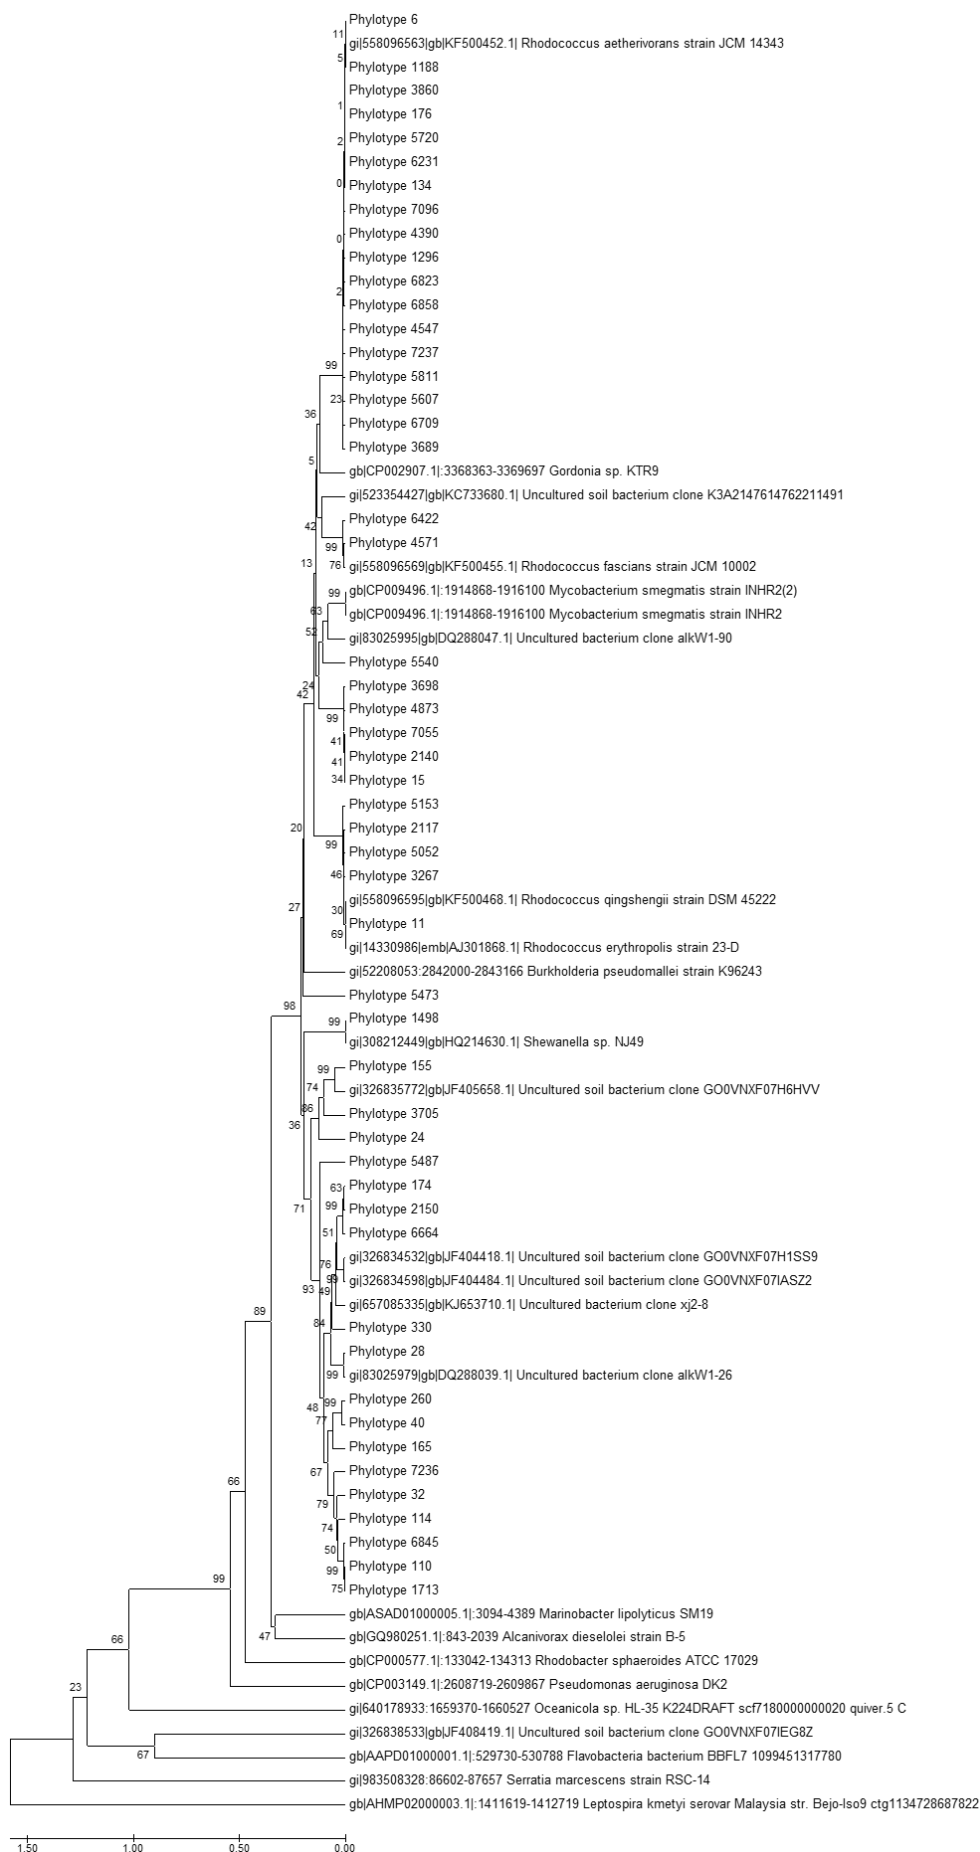 Phylotype 6
11
gi|558096563|gb|KF500452.1| Rhodococcus aetherivorans strain JCM 14343
5
Phylotype 1188
Phylotype 3860
1
Phylotype 176
Phylotype 5720
2
Phylotype 6231
Phylotype 134
0
Phylotype 7096
Phylotype 4390
0
Phylotype 1296
Phylotype 6823
2
Phylotype 6858
Phylotype 4547
Phylotype 7237
99
Phylotype 5811
Phylotype 5607
23
36
Phylotype 6709
Phylotype 3689
5
gb|CP002907.1|:3368363-3369697 Gordonia sp. KTR9
gi|523354427|gb|KC733680.1| Uncultured soil bacterium clone K3A2147614762211491
Phylotype 6422
42
Phylotype 4571
99
13
76
gi|558096569|gb|KF500455.1| Rhodococcus fascians strain JCM 10002
99
gb|CP009496.1|:1914868-1916100 Mycobacterium smegmatis strain INHR2(2)
63
gb|CP009496.1|:1914868-1916100 Mycobacterium smegmatis strain INHR2
52
gi|83025995|gb|DQ288047.1| Uncultured bacterium clone alkW1-90
Phylotype 5540
24
Phylotype 3698
42
Phylotype 4873
99
Phylotype 7055
41
Phylotype 2140
41
34
Phylotype 15
Phylotype 5153
20
Phylotype 2117
99
Phylotype 5052
46
Phylotype 3267
gi|558096595|gb|KF500468.1| Rhodococcus qingshengii strain DSM 45222
27
30
Phylotype 11
69
gi|14330986|emb|AJ301868.1| Rhodococcus erythropolis strain 23-D
gi|52208053:2842000-2843166 Burkholderia pseudomallei strain K96243
Phylotype 5473
98
99
Phylotype 1498
gi|308212449|gb|HQ214630.1| Shewanella sp. NJ49
99
Phylotype 155
74
gi|326835772|gb|JF405658.1| Uncultured soil bacterium clone GO0VNXF07H6HVV
86
Phylotype 3705
36
Phylotype 24
Phylotype 5487
63
Phylotype 174
71
99
Phylotype 2150
51
Phylotype 6664
76
gi|326834532|gb|JF404418.1| Uncultured soil bacterium clone GO0VNXF07H1SS9
99
gi|326834598|gb|JF404484.1| Uncultured soil bacterium clone GO0VNXF07IASZ2
93
49
gi|657085335|gb|KJ653710.1| Uncultured bacterium clone xj2-8
89
84
Phylotype 330
Phylotype 28
99
gi|83025979|gb|DQ288039.1| Uncultured bacterium clone alkW1-26
99
Phylotype 260
48
77
Phylotype 40
Phylotype 165
67
Phylotype 7236
66
Phylotype 32
79
Phylotype 114
74
Phylotype 6845
50
Phylotype 110
99
99
75
Phylotype 1713
gb|ASAD01000005.1|:3094-4389 Marinobacter lipolyticus SM19
66
47
gb|GQ980251.1|:843-2039 Alcanivorax dieselolei strain B-5
gb|CP000577.1|:133042-134313 Rhodobacter sphaeroides ATCC 17029
23
gb|CP003149.1|:2608719-2609867 Pseudomonas aeruginosa DK2
gi|640178933:1659370-1660527 Oceanicola sp. HL-35 K224DRAFT scf7180000000020 quiver.5 C
gi|326838533|gb|JF408419.1| Uncultured soil bacterium clone GO0VNXF07IEG8Z
67
gb|AAPD01000001.1|:529730-530788 Flavobacteria bacterium BBFL7 1099451317780
gi|983508328:86602-87657 Serratia marcescens strain RSC-14
gb|AHMP02000003.1|:1411619-1412719 Leptospira kmetyi serovar Malaysia str. Bejo-Iso9 ctg1134728687822
1.50 1.00 0.50 0.00